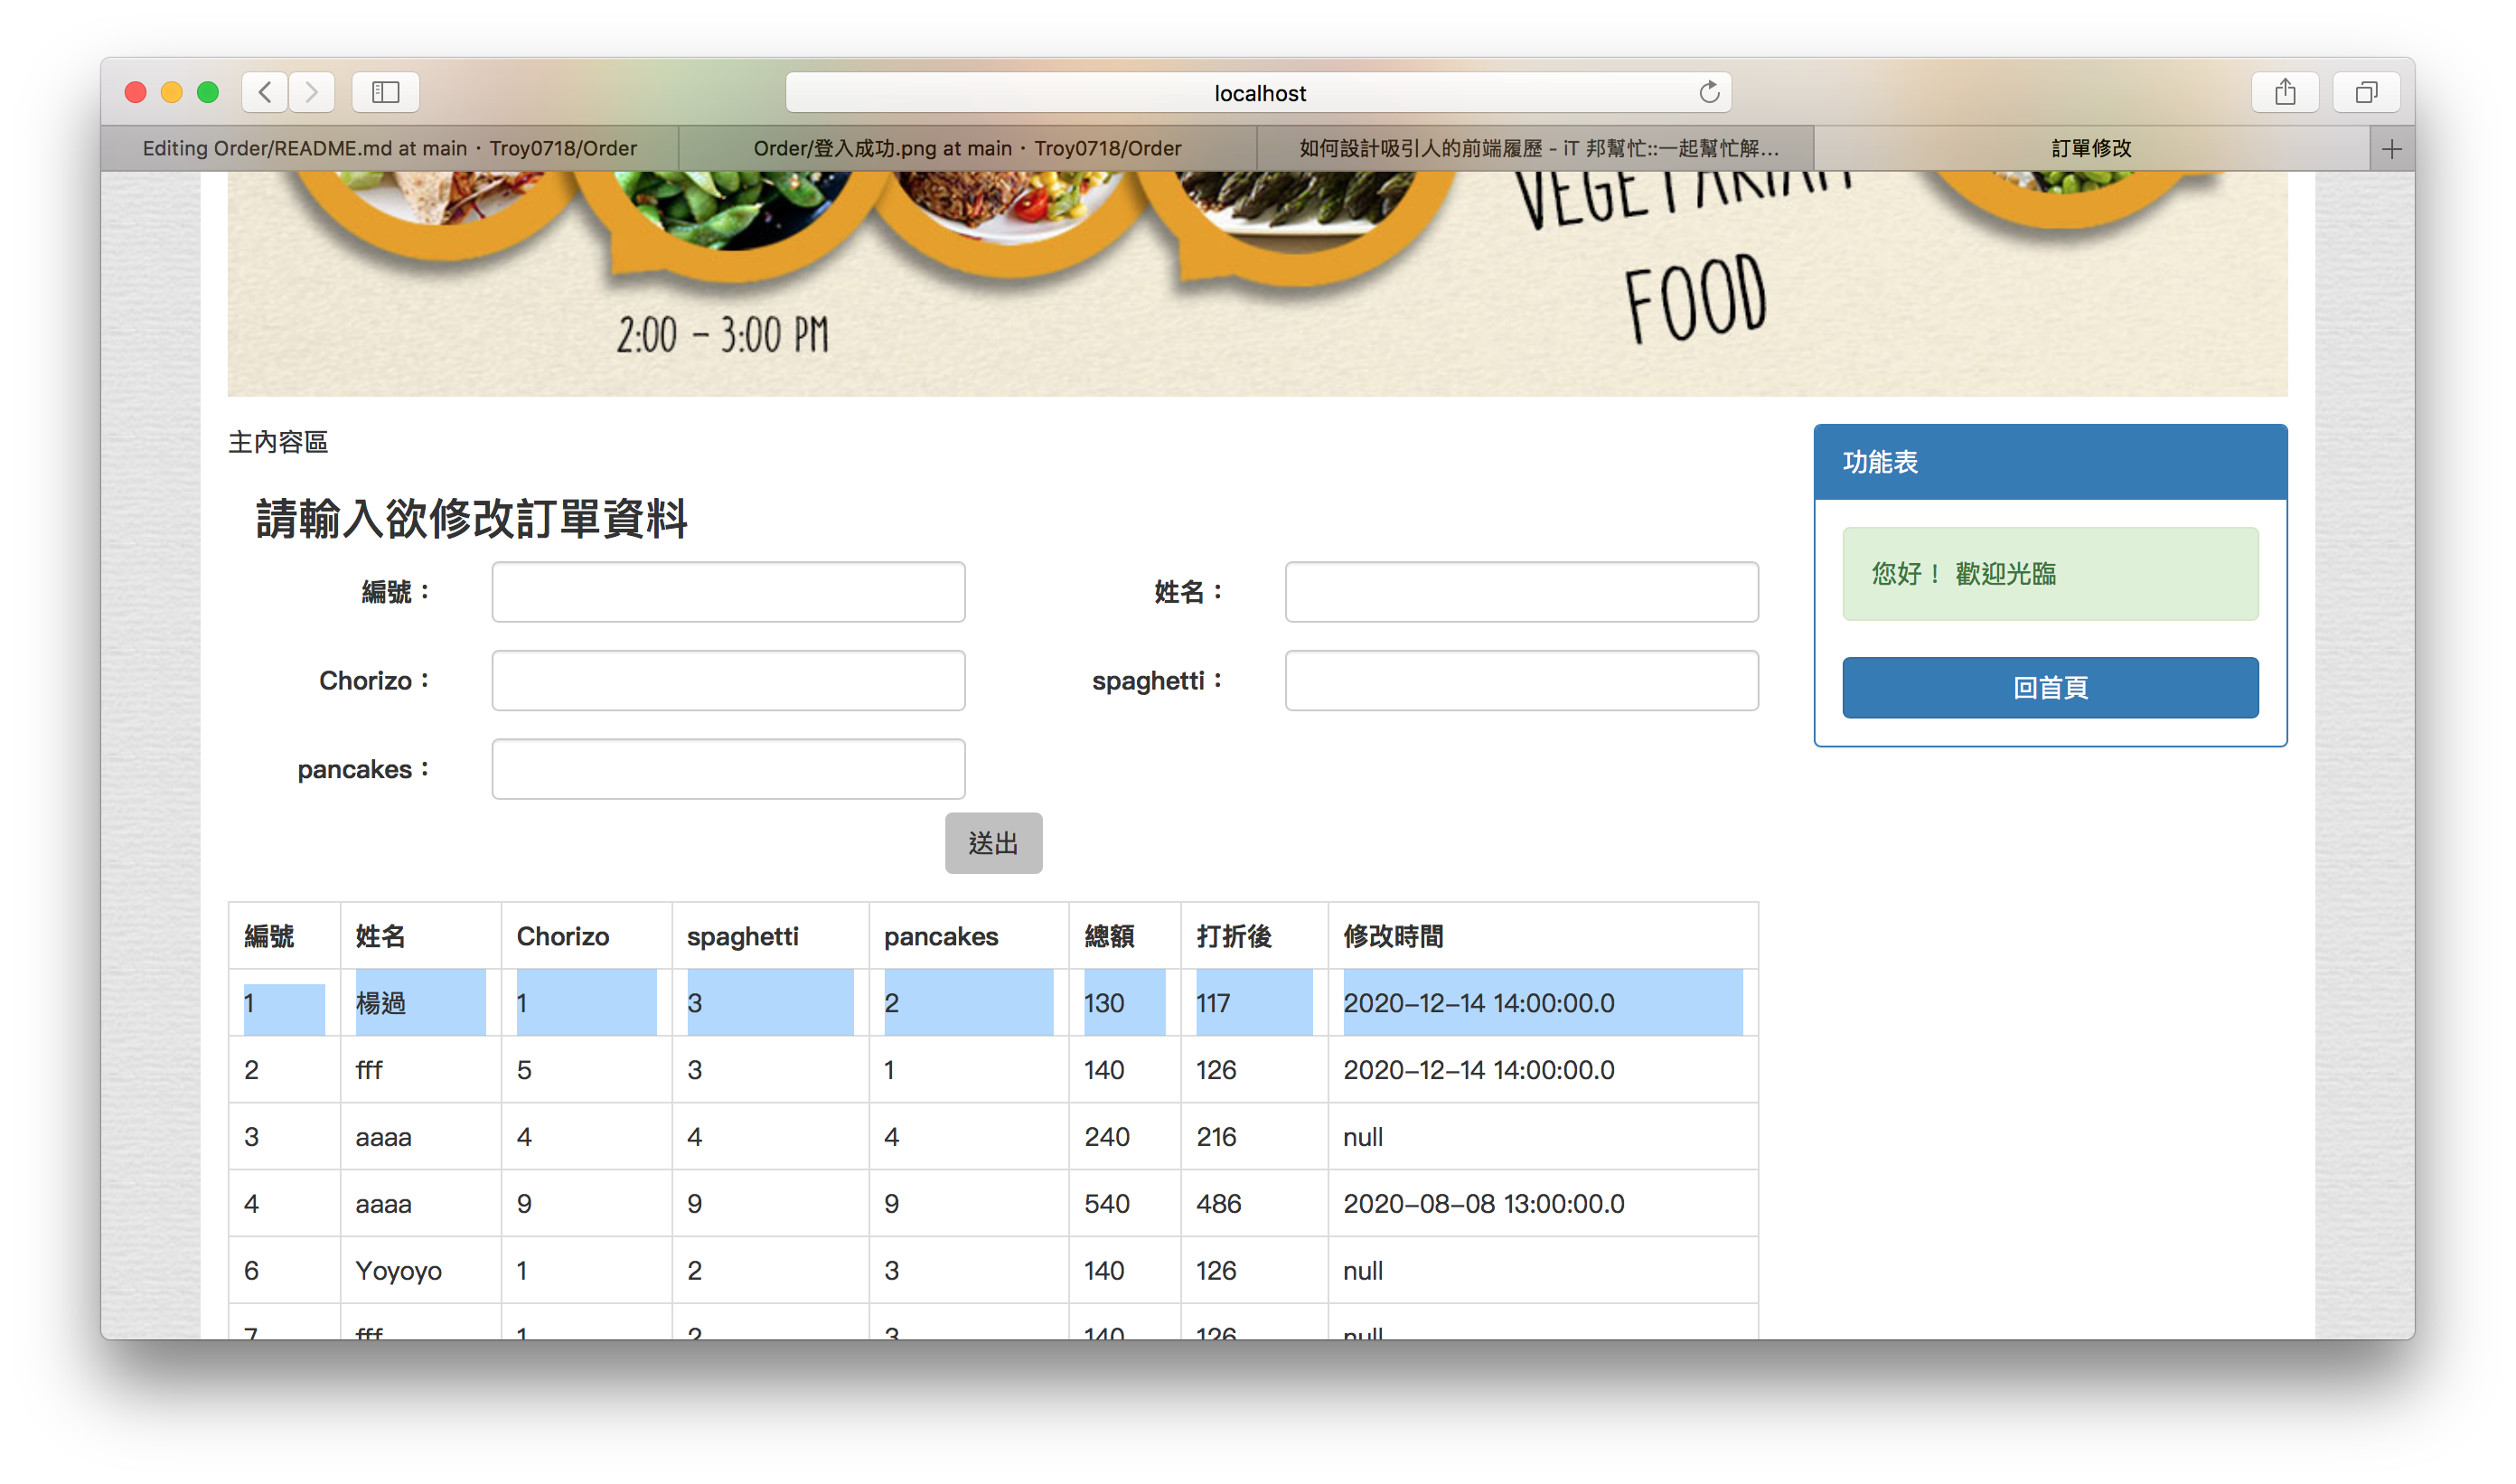 localhost
Editing Order/README.md at main · Troy0718/Order
Order/登入成功.png at main · Troy0718/Order
如何設計吸引人的前端履歷 - iT 邦幫忙::一起幫忙解...
訂單修改
VEGETARIAN
FOOD
2:00 – 3:00 PM
主內容區
請輸入欲修改訂單資料
編號：
姓名：
Chorizo：
spaghetti：
pancakes：
送出
功能表
您好！ 歡迎光臨
回首頁
編號 姓名 Chorizo spaghetti pancakes 總額 打折後 修改時間
1 楊過 1 3 2 130 117 2020-12-14 14:00:00.0
2 fff 5 3 1 140 126 2020-12-14 14:00:00.0
3 aaaa 4 4 4 240 216 null
4 aaaa 9 9 9 540 486 2020-08-08 13:00:00.0
6 Yoyoyo 1 2 3 140 126 null
7 fff 1 2 3 140 126 null